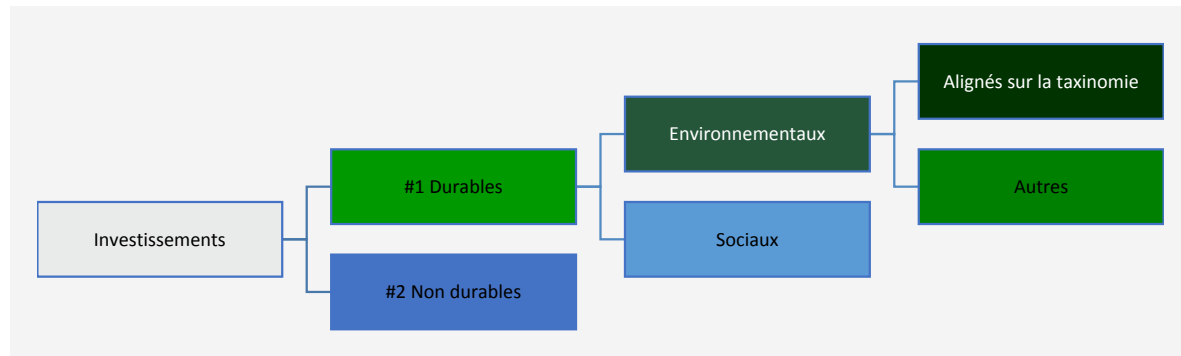 Investissements
#1 Durables
#2 Non durables
Environnementaux
Sociaux
Alignés sur la taxinomie
Autres